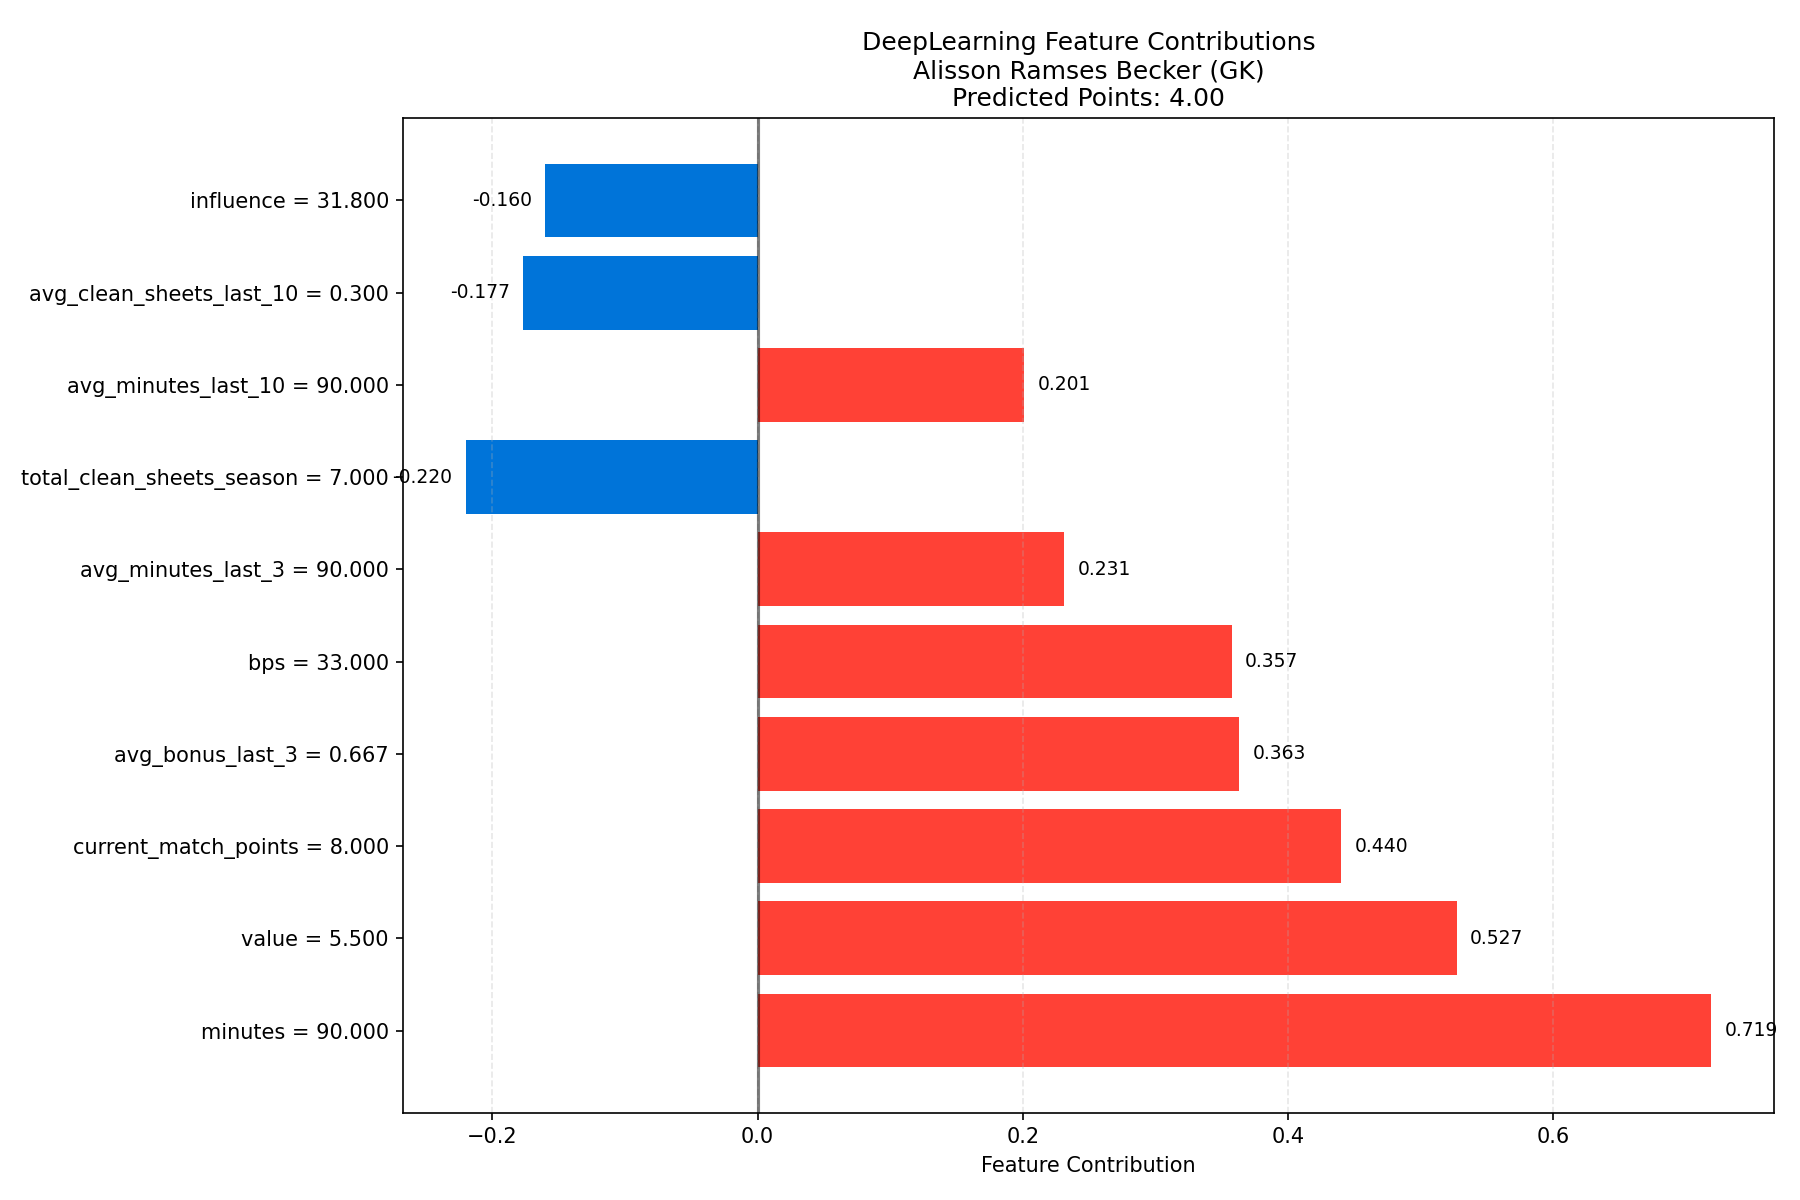 DeepLearning Feature Contributions
Alisson Ramses Becker (GK)
Predicted Points: 4.00
influence = 31.800
-0.160
avg_clean_sheets_last_10 = 0.300
-0.177
avg_minutes_last_10 = 90.000
0.201
total_clean_sheets_season = 7.000
-0.220
avg_minutes_last_3 = 90.000
0.231
bps = 33.000
0.357
avg_bonus_last_3 = 0.667
0.363
current_match_points = 8.000
0.440
value = 5.500
0.527
minutes = 90.000
0.719
−0.2 0.0 0.2 0.4 0.6
Feature Contribution